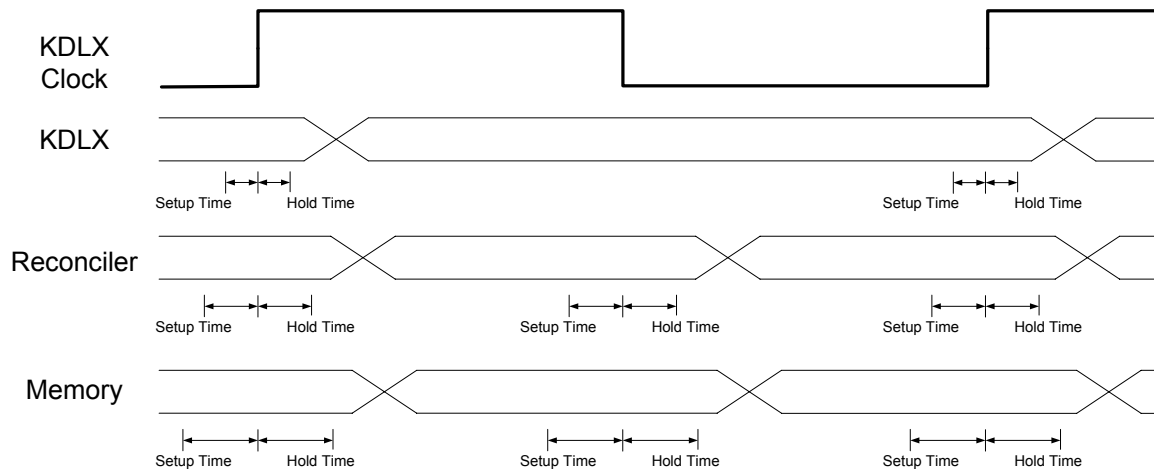 KDLX
Clock
KDLX
Setup Time Hold Time Setup Time Hold Time
Reconciler
Setup Time Hold Time Setup Time Hold Time Setup Time Hold Time
Memory
Setup Time Hold Time Setup Time Hold Time Setup Time Hold Time